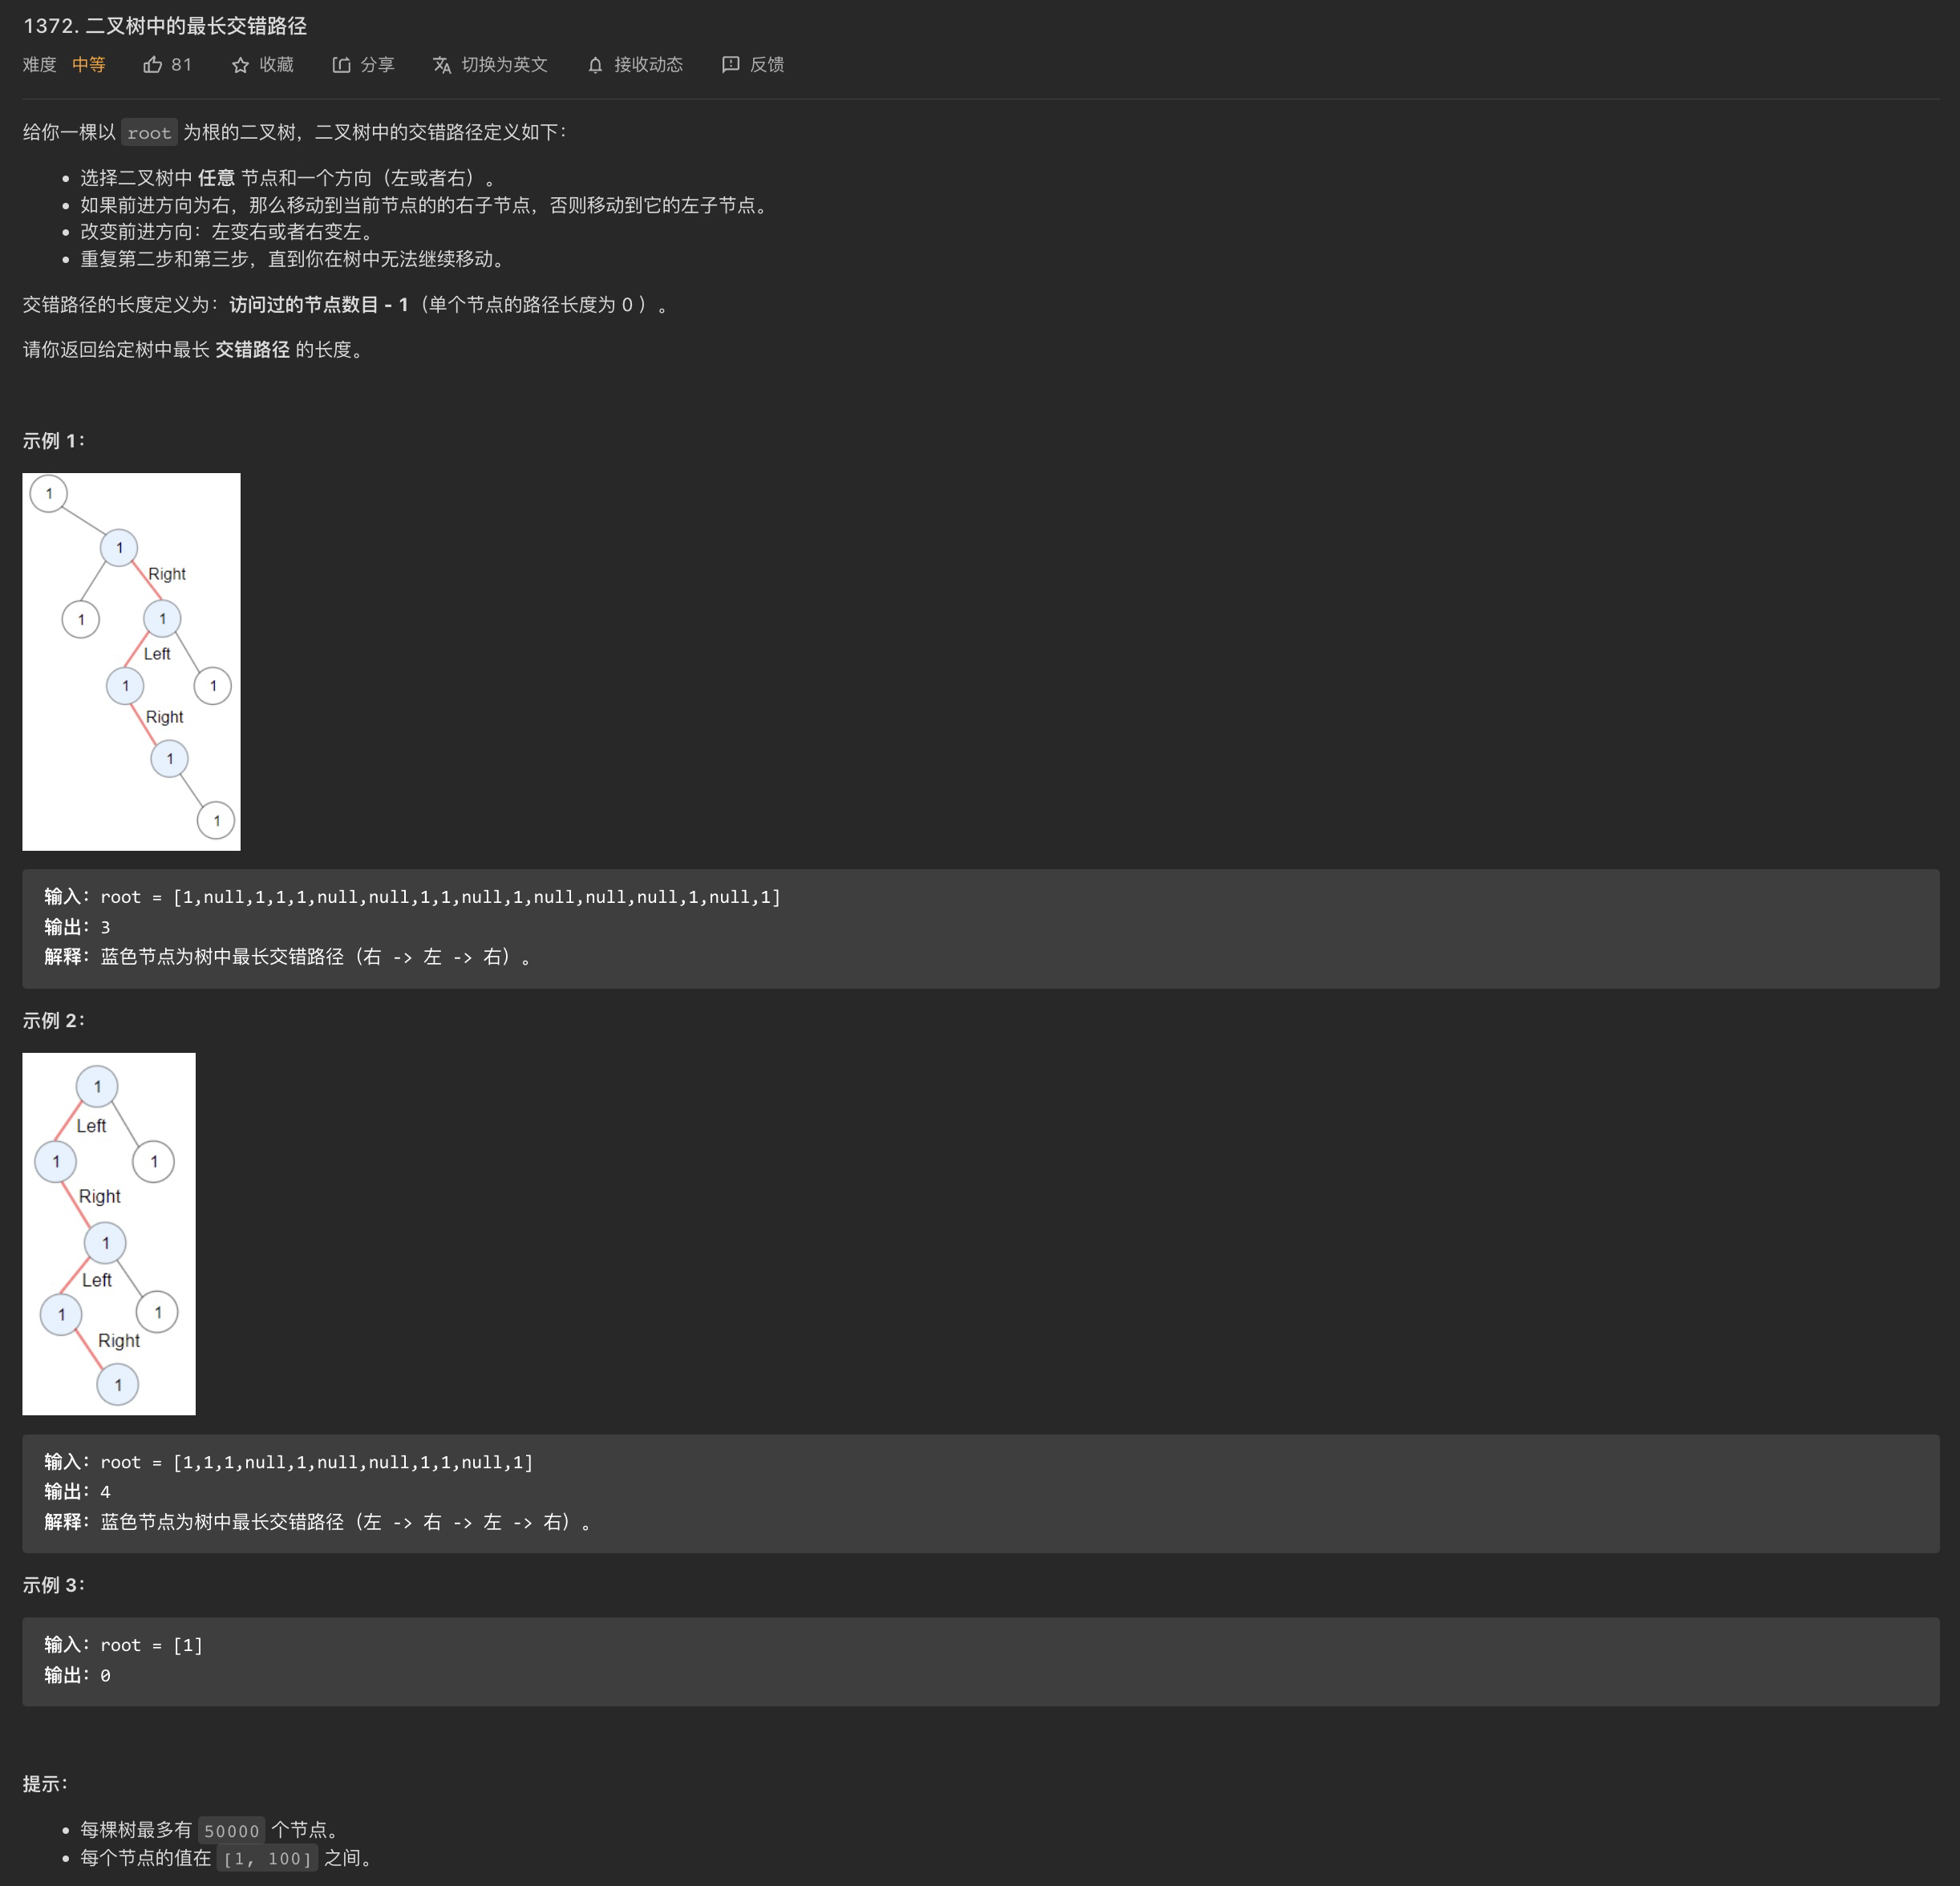 1372. 二叉树中的最长交错路径
难度 中等 81 收藏 分享 切换为英文 接收动态 反馈
给你一棵以 root 为根的二叉树，二叉树中的交错路径定义如下：
选择二叉树中 任意 节点和一个方向（左或者右）。
如果前进方向为右，那么移动到当前节点的的右子节点，否则移动到它的左子节点。
改变前进方向：左变右或者右变左。
重复第二步和第三步，直到你在树中无法继续移动。
交错路径的长度定义为：访问过的节点数目 - 1（单个节点的路径长度为 0 ）。
请你返回给定树中最长 交错路径 的长度。
示例 1：
1
1
Right
1 1
Left
1 1
Right
1
1
输入：root = [1,null,1,1,1,null,null,1,1,null,1,null,null,null,1,null,1]
输出：3
解释：蓝色节点为树中最长交错路径（右 -> 左 -> 右）。
示例 2：
1
Left
1 1
Right
1
Left
1 1
Right
1
输入：root = [1,1,1,null,1,null,null,1,1,null,1]
输出：4
解释：蓝色节点为树中最长交错路径（左 -> 右 -> 左 -> 右）。
示例 3：
输入：root = [1]
输出：0
提示：
每棵树最多有 50000 个节点。
每个节点的值在 [1, 100] 之间。